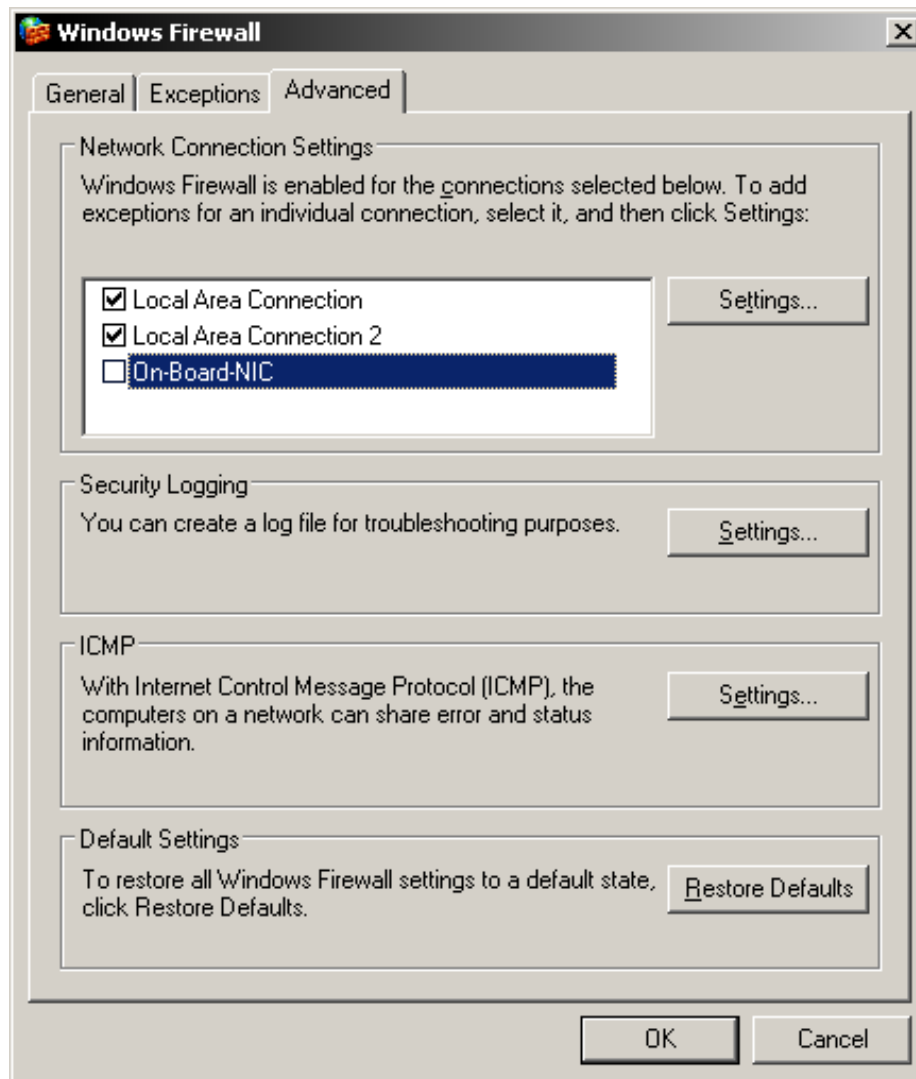 Windows Firewall
General
Exceptions
Advanced
Network Connection Settings
Windows Firewall is enabled for the connections selected below. To add
exceptions for an individual connection, select it, and then click Settings:
Local Area Connection
Settings...
Local Area Connection 2
On-Board-NIC
Security Logging
You can create a log file for troubleshooting purposes.
Settings...
ICMP
With Internet Control Message Protocol (ICMP), the
computers on a network can share error and status
information.
Settings...
Default Settings
To restore all Windows Firewall settings to a default state,
click Restore Defaults.
Restore Defaults
OK
Cancel